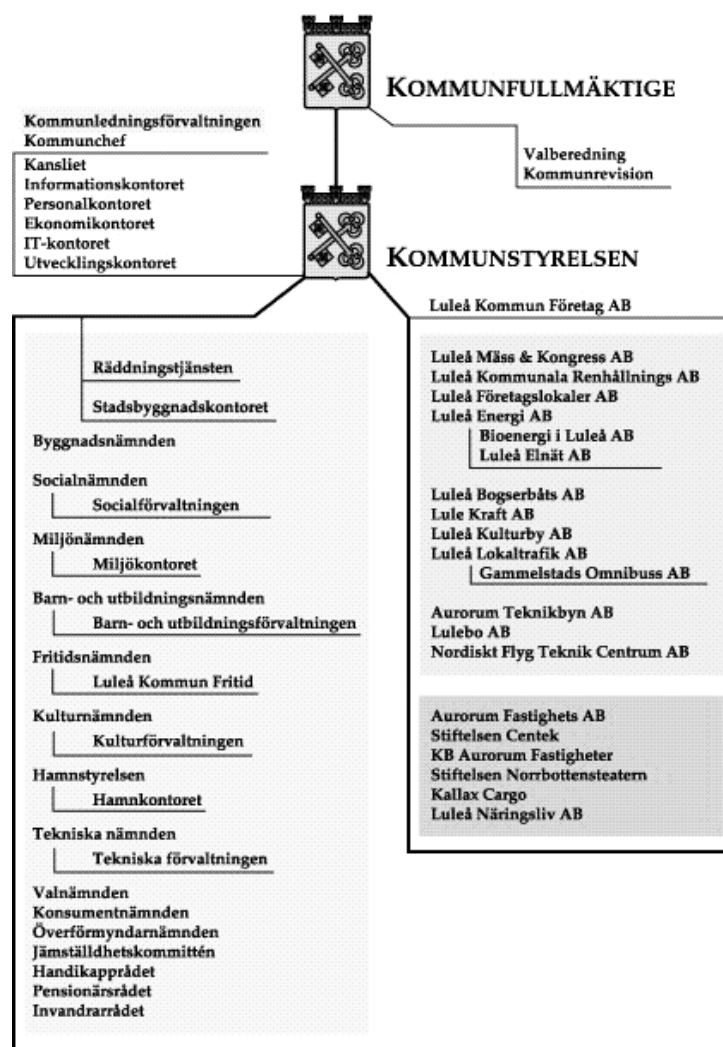 KOMMUNFULLMÄKTIGE
Valberedning
Kommunrevision
Kommunledningsförvaltningen
Kommunchef
Kansliet
Informationskontoret
Personalkontoret
Ekonomikontoret
IT-kontoret
Utvecklingskontoret
KOMMUNSTYRELSEN
Räddningstjänsten
Stadsbyggnadskontoret
Byggnadsnämnden
Socialnämnden
Socialförvaltningen
Miljönämnden
Miljökontoret
Barn- och utbildningsnämnden
Barn- och utbildningsförvaltningen
Fritidsnämnden
Luleå Kommun Fritid
Kulturnämnden
Kulturförvaltningen
Hamnstyrelsen
Hamnkontoret
Tekniska nämnden
Tekniska förvaltningen
Valnämnden
Konsumentnämnden
Överförmyndarnämnden
Jämställdhetskommittén
Handikapprådet
Pensionärsrådet
Invandrarrådet
Luleå Kommun Företag AB
Luleå Mäss & Kongress AB
Luleå Kommunala Renhållnings AB
Luleå Företagslokaler AB
Luleå Energi AB
Bioenergi i Luleå AB
Luleå Elnät AB
Luleå Bogserbåts AB
Lule Kraft AB
Luleå Kulturby AB
Luleå Lokaltrafik AB
Gammelstads Omnibuss AB
Aurorum Teknikbyn AB
Lulebo AB
Nordiskt Flyg Teknik Centrum AB
Aurorum Fastighets AB
Stiftelsen Centek
KB Aurorum Fastigheter
Stiftelsen Norrbottensteatern
Kallax Cargo
Luleå Näringsliv AB